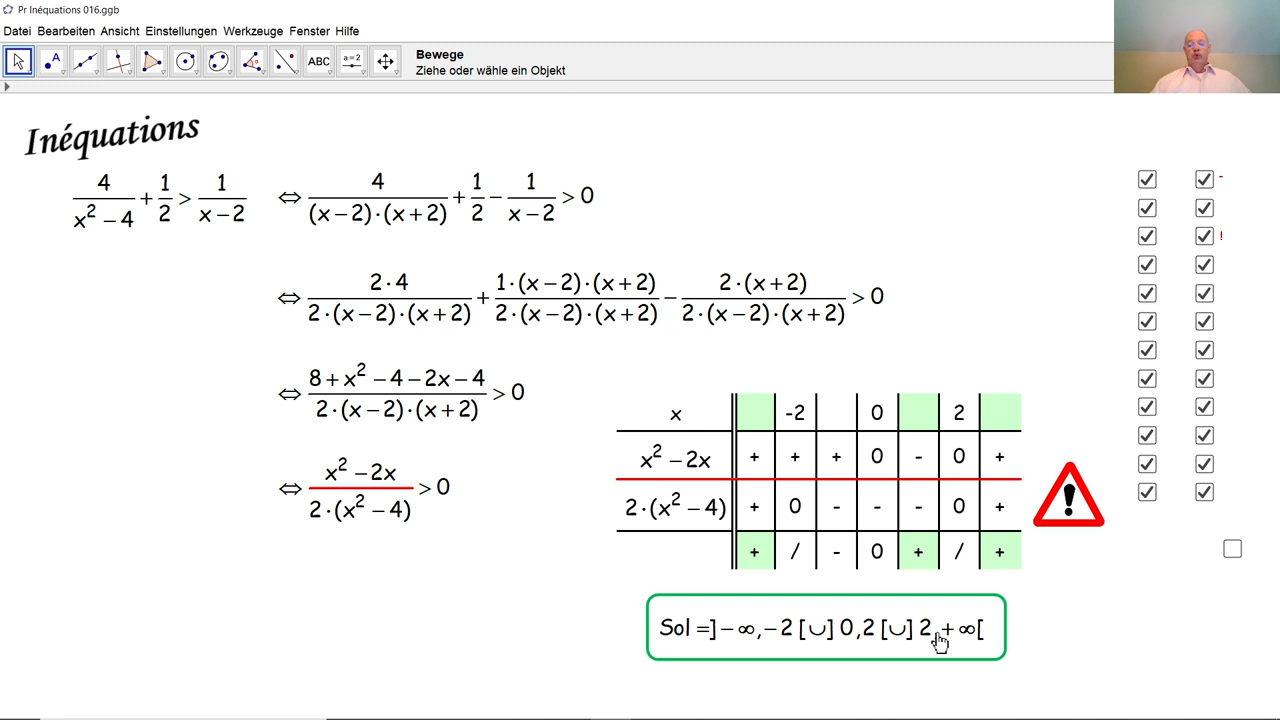 Pr Inéquations 016.ggb
Datei Bearbeiten Ansicht Einstellungen Werkzeuge Fenster Hilfe
A ABC a=2 Bewege
Ziehe oder wähle ein Objekt
Inéquations
4/(x² − 4) + 1/2 > 1/(x − 2) ⇔ 4/((x − 2)·(x + 2)) + 1/2 − 1/(x − 2) > 0
⇔ (2·4)/(2·(x − 2)·(x + 2)) + (1·(x − 2)·(x + 2))/(2·(x − 2)·(x + 2)) − (2·(x + 2))/(2·(x − 2)·(x + 2)) > 0
⇔ (8 + x² − 4 − 2x − 4)/(2·(x − 2)·(x + 2)) > 0
⇔ (x² − 2x)/(2·(x² − 4)) > 0
x -2 0 2
x² − 2x + + + 0 - 0 +
2·(x² − 4) + 0 - - - 0 +
+ / - 0 + / +
!
Sol = ]−∞,−2[∪]0,2[∪]2,+∞[
-
!